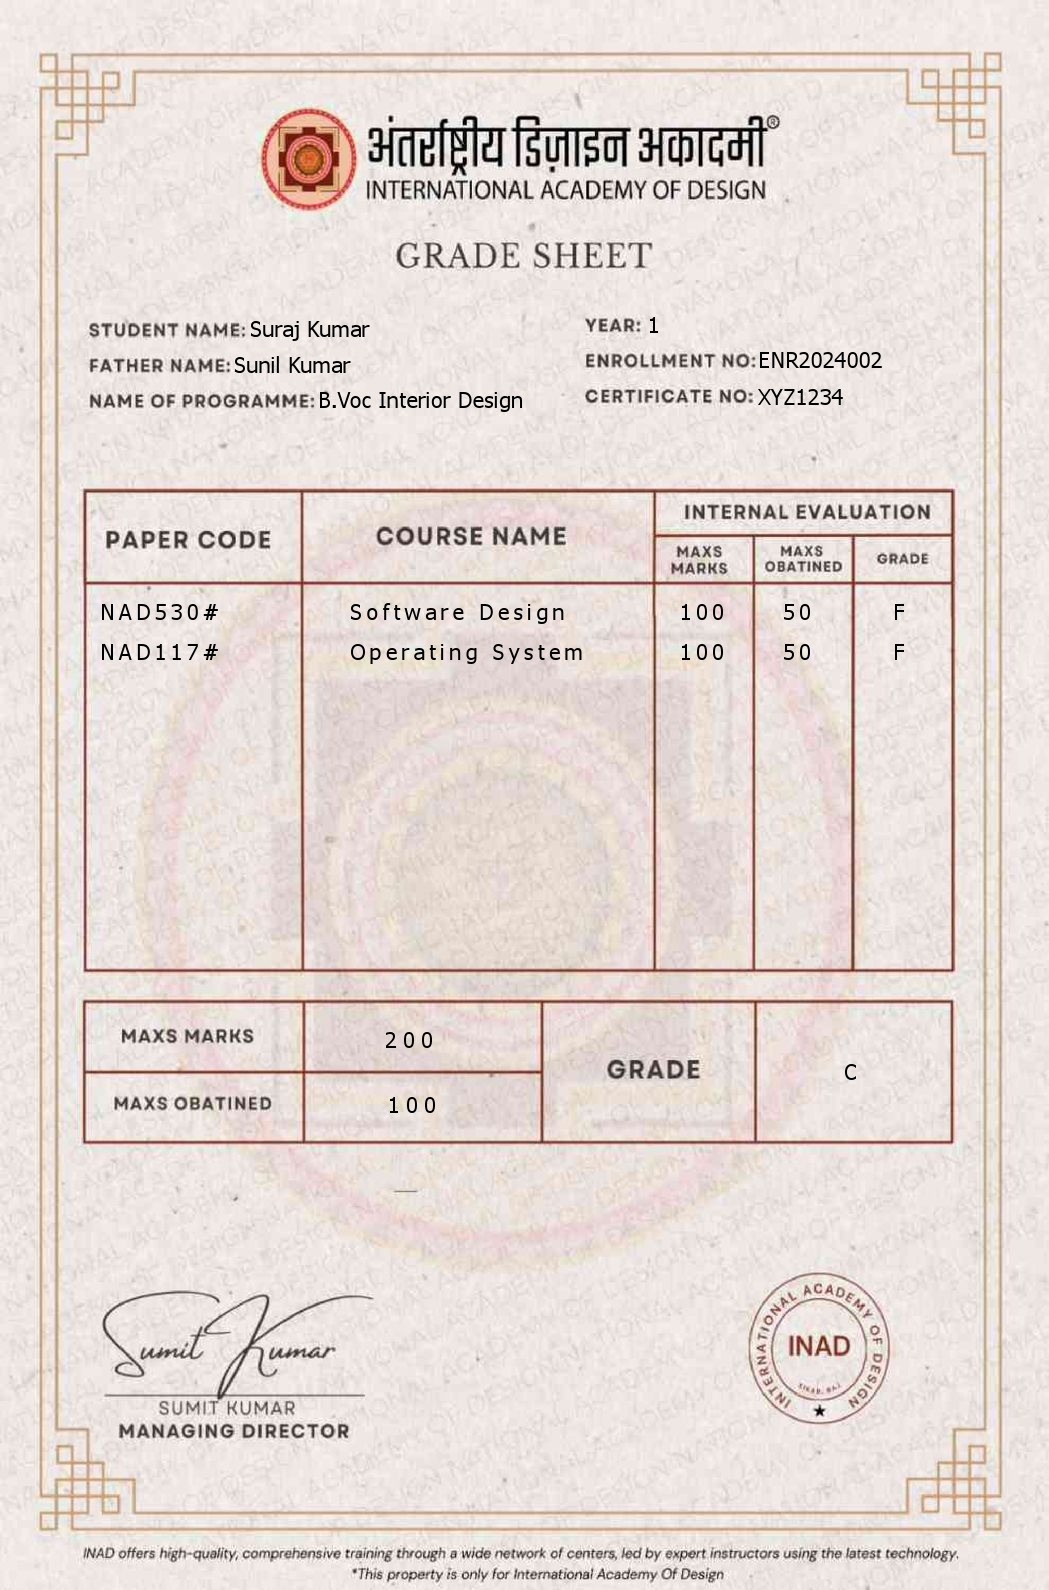 अंतर्राष्ट्रीय डिज़ाइन अकादमी®
INTERNATIONAL ACADEMY OF DESIGN
GRADE SHEET
STUDENT NAME: Suraj Kumar
FATHER NAME: Sunil Kumar
NAME OF PROGRAMME: B.Voc Interior Design
YEAR: 1
ENROLLMENT NO: ENR2024002
CERTIFICATE NO: XYZ1234
PAPER CODE COURSE NAME INTERNAL EVALUATION
MAXS MARKS MAXS OBATINED GRADE
NAD530# Software Design 100 50 F
NAD117# Operating System 100 50 F
MAXS MARKS 200
GRADE C
MAXS OBATINED 100
Sumit Kumar
SUMIT KUMAR
MANAGING DIRECTOR
INTERNATIONAL ACADEMY OF DESIGN
INAD
INAD offers high-quality, comprehensive training through a wide network of centers, led by expert instructors using the latest technology.
*This property is only for International Academy Of Design